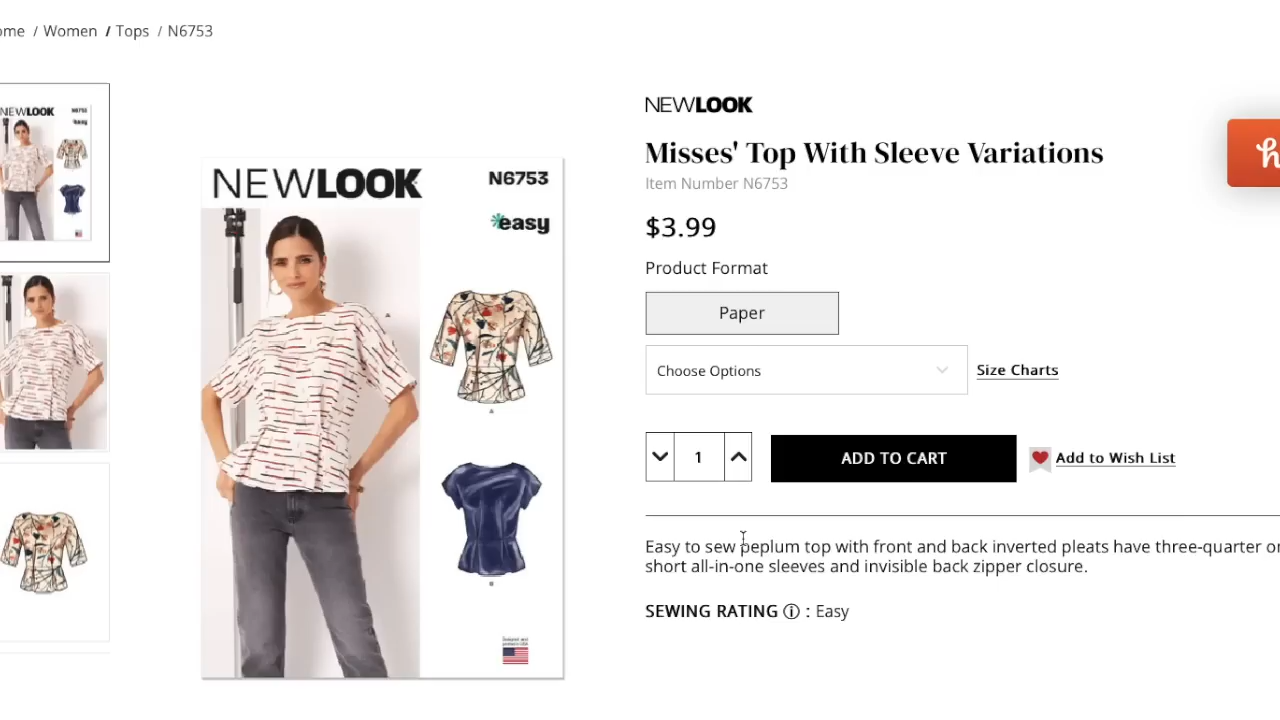 ome / Women / Tops / N6753
NEWLOOK
Misses' Top With Sleeve Variations
Item Number N6753
$3.99
Product Format
Paper
Choose Options
Size Charts
1
ADD TO CART
Add to Wish List
Easy to sew peplum top with front and back inverted pleats have three-quarter or
short all-in-one sleeves and invisible back zipper closure.
SEWING RATING ⓘ : Easy
NEWLOOK
N6753
easy
NEWLOOK
N6753
easy
A
A
B
h